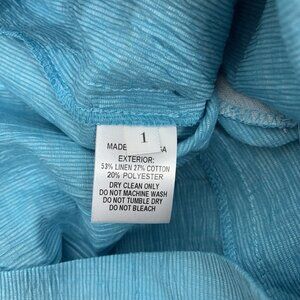 1
MADE
EXTERIOR:
53% LINEN 27% COTTON
20% POLYESTER
DRY CLEAN ONLY
DO NOT MACHINE WASH
DO NOT TUMBLE DRY
DO NOT BLEACH